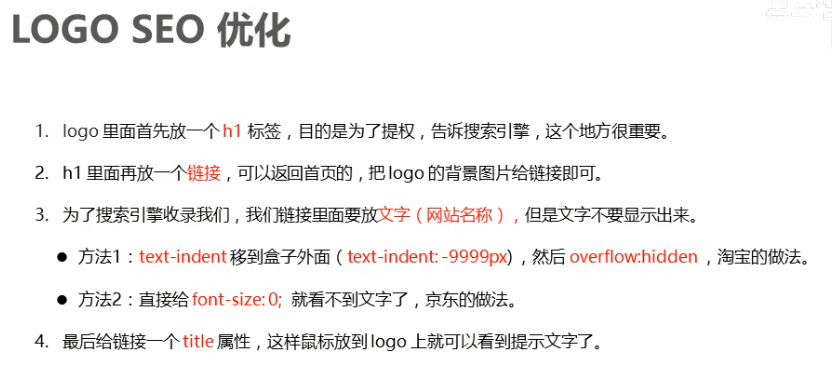 LOGO SEO 优化
1. logo 里面首先放一个 h1 标签，目的是为了提权，告诉搜索引擎，这个地方很重要。
2. h1 里面再放一个链接，可以返回首页的，把 logo 的背景图片给链接即可。
3. 为了搜索引擎收录我们，我们链接里面要放文字（网站名称），但是文字不要显示出来。
● 方法1：text-indent 移到盒子外面（text-indent: -9999px)，然后 overflow:hidden ，淘宝的做法。
● 方法2：直接给 font-size: 0; 就看不到文字了，京东的做法。
4. 最后给链接一个 title 属性，这样鼠标放到 logo 上就可以看到提示文字了。